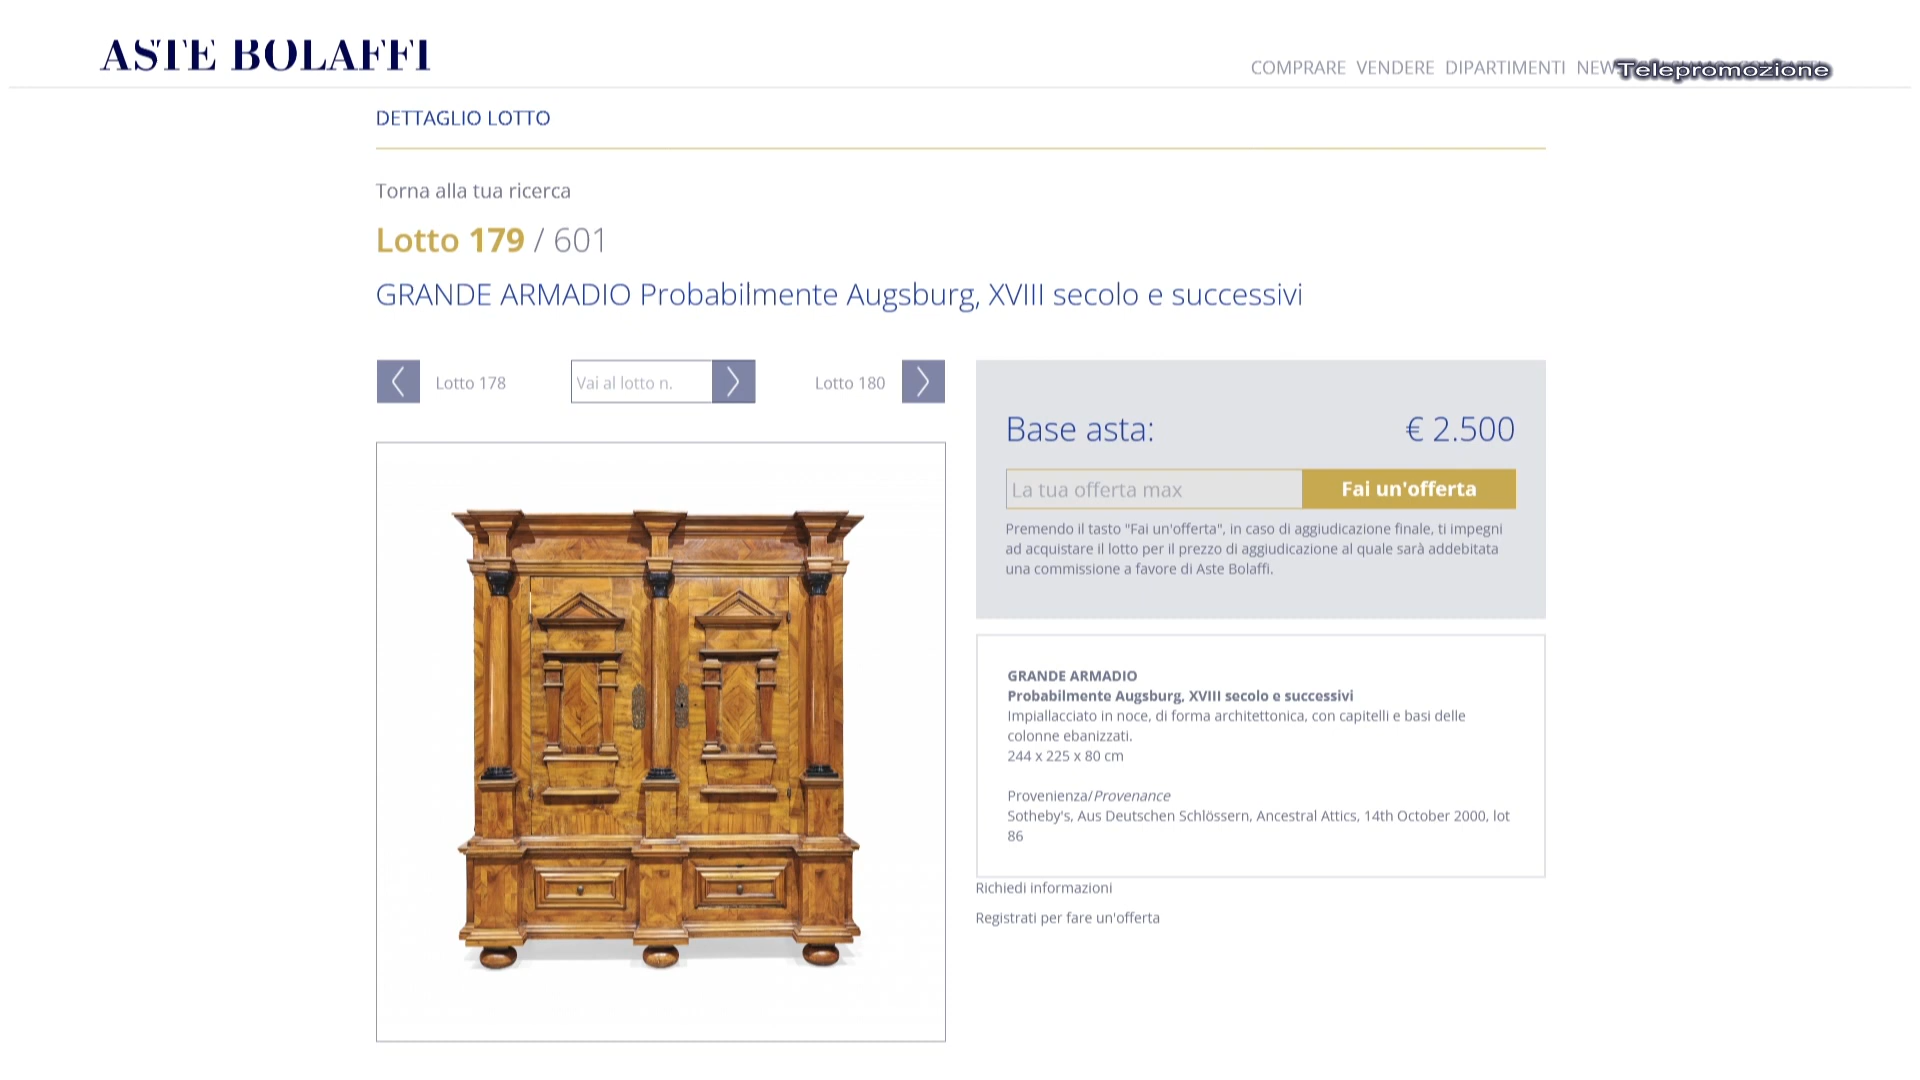 ASTE BOLAFFI
COMPRARE VENDERE DIPARTIMENTI NEW
Telepromozione
DETTAGLIO LOTTO
Torna alla tua ricerca
Lotto 179 / 601
GRANDE ARMADIO Probabilmente Augsburg, XVIII secolo e successivi
Lotto 178
Vai al lotto n.
Lotto 180
Base asta: € 2.500
La tua offerta max
Fai un'offerta
Premendo il tasto "Fai un'offerta", in caso di aggiudicazione finale, ti impegni
ad acquistare il lotto per il prezzo di aggiudicazione al quale sarà addebitata
una commissione a favore di Aste Bolaffi.
GRANDE ARMADIO
Probabilmente Augsburg, XVIII secolo e successivi
Impiallacciato in noce, di forma architettonica, con capitelli e basi delle
colonne ebanizzati.
244 x 225 x 80 cm
Provenienza/Provenance
Sotheby's, Aus Deutschen Schlössern, Ancestral Attics, 14th October 2000, lot
86
Richiedi informazioni
Registrati per fare un'offerta